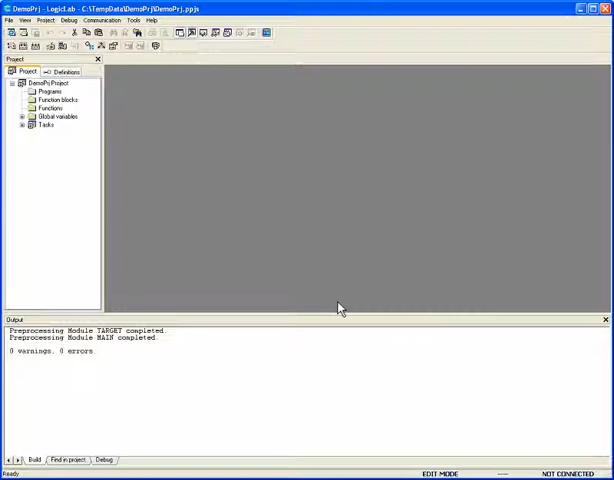 DemoPrj - LogicLab - C:\TempData\DemoPrj\DemoPrj.ppjs
File View Project Debug Communication Tools Help
Project
Project Definitions
DemoPrj Project
Programs
Function blocks
Functions
Global variables
Tasks
Output
Preprocessing Module TARGET completed.
Preprocessing Module MAIN completed.
0 warnings, 0 errors.
Build Find in project Debug
Ready EDIT MODE ---- NOT CONNECTED